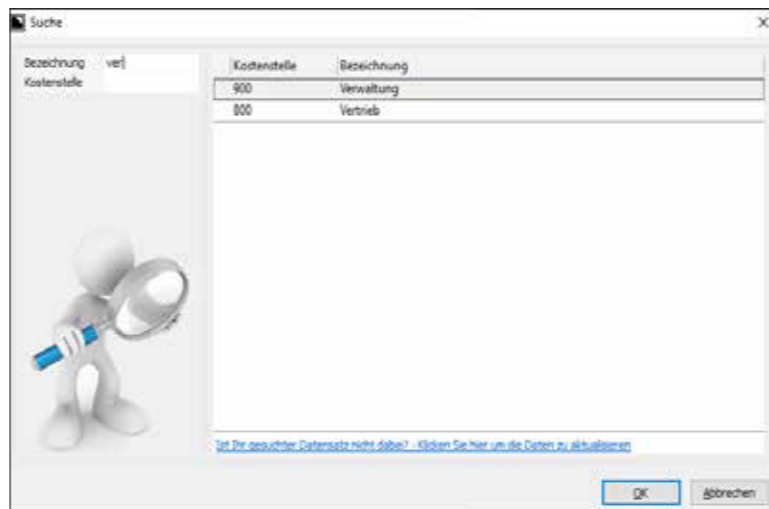 Suche
Bezeichnung ver
Kostenstelle
Kostenstelle Bezeichnung
900 Verwaltung
800 Vertrieb
Ist Ihr gesuchter Datensatz nicht dabei? - Klicken Sie hier um die Daten zu aktualisieren
OK Abbrechen